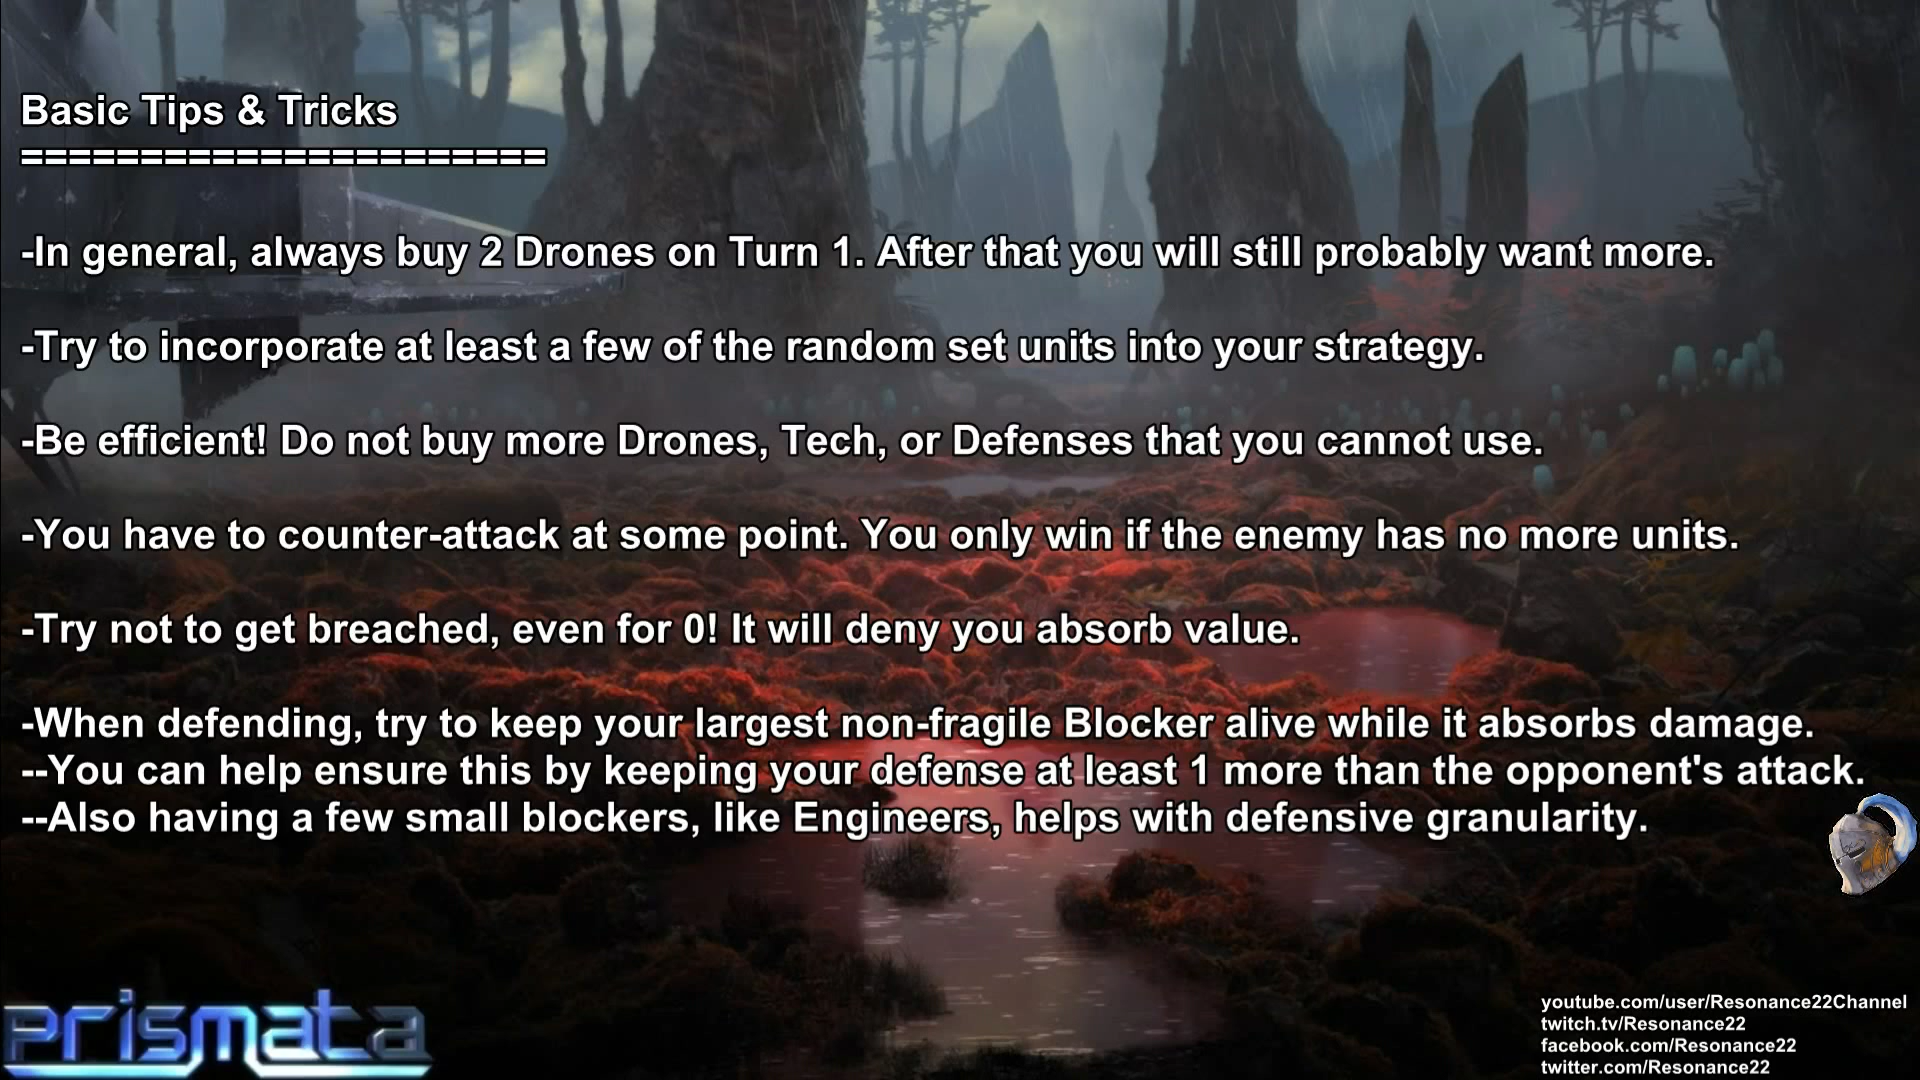 Basic Tips & Tricks
======================
-In general, always buy 2 Drones on Turn 1. After that you will still probably want more.
-Try to incorporate at least a few of the random set units into your strategy.
-Be efficient! Do not buy more Drones, Tech, or Defenses that you cannot use.
-You have to counter-attack at some point. You only win if the enemy has no more units.
-Try not to get breached, even for 0! It will deny you absorb value.
-When defending, try to keep your largest non-fragile Blocker alive while it absorbs damage.
--You can help ensure this by keeping your defense at least 1 more than the opponent's attack.
--Also having a few small blockers, like Engineers, helps with defensive granularity.
prismata
youtube.com/user/Resonance22Channel
twitch.tv/Resonance22
facebook.com/Resonance22
twitter.com/Resonance22